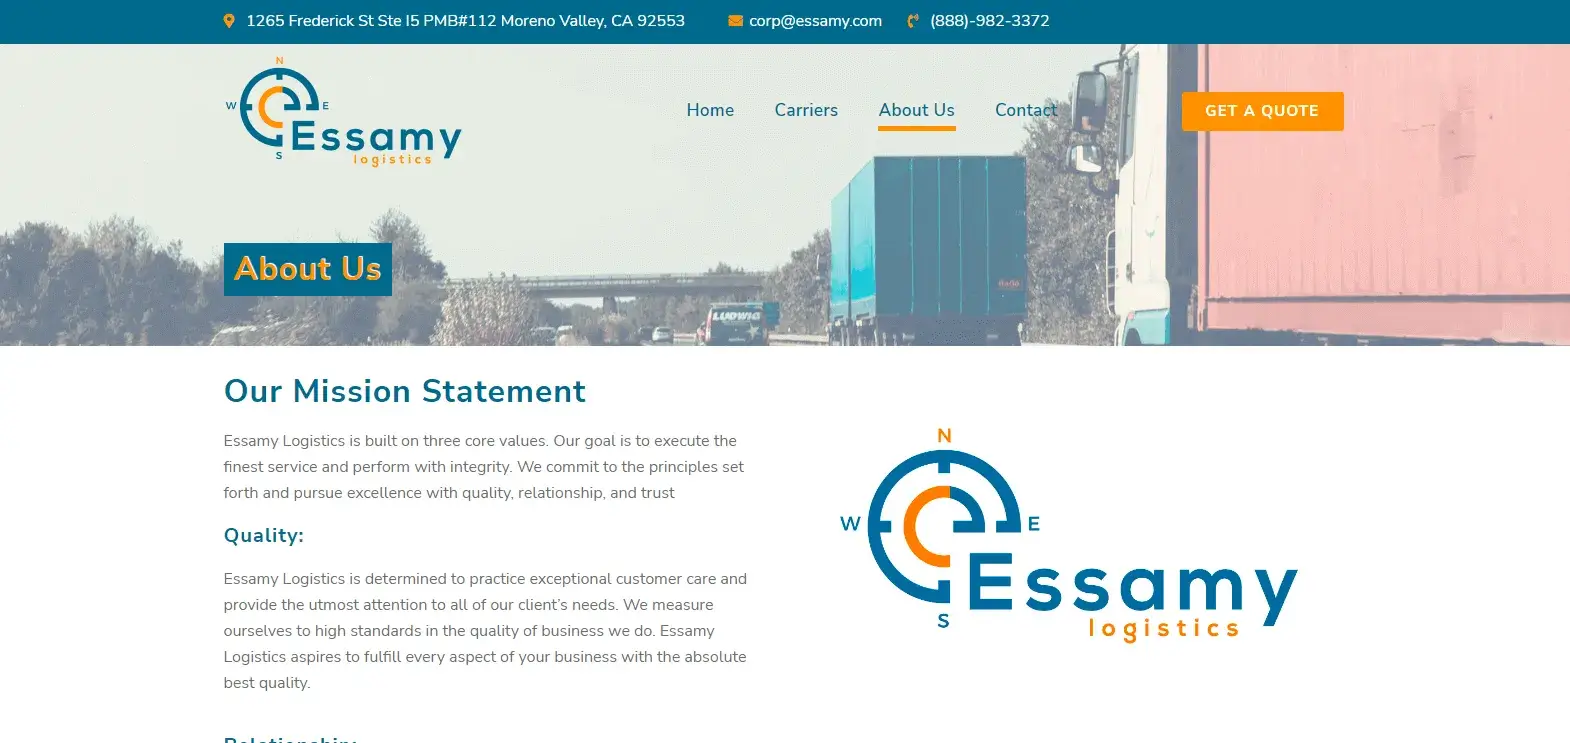 1265 Frederick St Ste I5 PMB#112 Moreno Valley, CA 92553 corp@essamy.com (888)-982-3372
N
W E
S
Essamy
logistics
Home Carriers About Us Contact GET A QUOTE
About Us
LUDWIG
Our Mission Statement
Essamy Logistics is built on three core values. Our goal is to execute the
finest service and perform with integrity. We commit to the principles set
forth and pursue excellence with quality, relationship, and trust
Quality:
Essamy Logistics is determined to practice exceptional customer care and
provide the utmost attention to all of our client’s needs. We measure
ourselves to high standards in the quality of business we do. Essamy
Logistics aspires to fulfill every aspect of your business with the absolute
best quality.
Relationship:
N
W E
S
Essamy
logistics